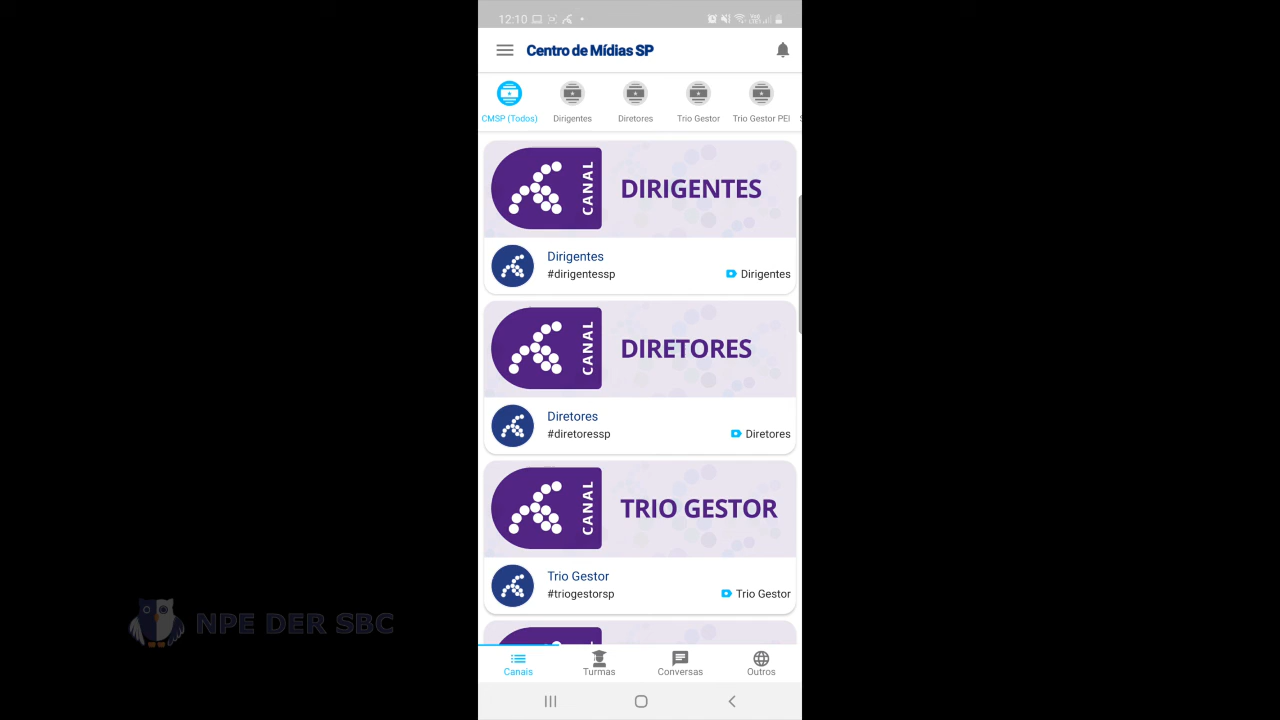 12:10
Centro de Mídias SP
CMSP (Todos) Dirigentes Diretores Trio Gestor Trio Gestor PEI
CANAL DIRIGENTES
Dirigentes
#dirigentessp Dirigentes
CANAL DIRETORES
Diretores
#diretoressp Diretores
CANAL TRIO GESTOR
Trio Gestor
#triogestorsp Trio Gestor
NPE DER SBC
Canais Turmas Conversas Outros